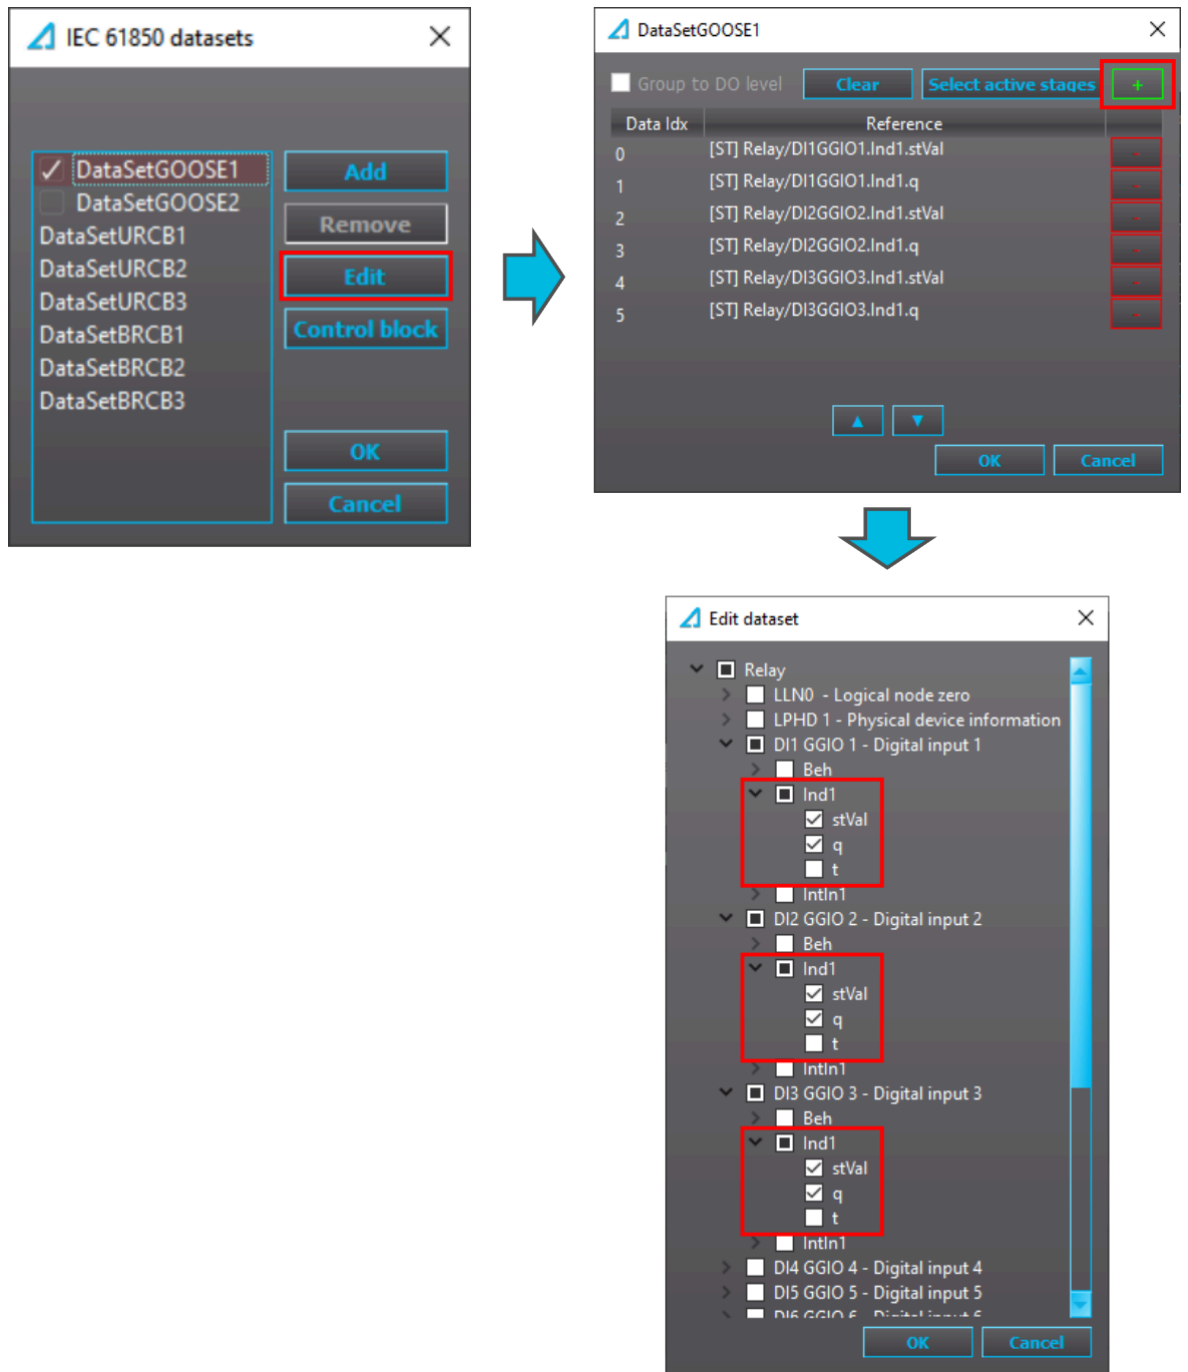 IEC 61850 datasets
DataSetGOOSE1
DataSetGOOSE2
DataSetURCB1
DataSetURCB2
DataSetURCB3
DataSetBRCB1
DataSetBRCB2
DataSetBRCB3
Add
Remove
Edit
Control block
OK
Cancel
DataSetGOOSE1
Group to DO level Clear Select active stages +
Data Idx Reference
0 [ST] Relay/DI1GGIO1.Ind1.stVal -
1 [ST] Relay/DI1GGIO1.Ind1.q -
2 [ST] Relay/DI2GGIO2.Ind1.stVal -
3 [ST] Relay/DI2GGIO2.Ind1.q -
4 [ST] Relay/DI3GGIO3.Ind1.stVal -
5 [ST] Relay/DI3GGIO3.Ind1.q -
OK Cancel
Edit dataset
Relay
LLN0 - Logical node zero
LPHD 1 - Physical device information
DI1 GGIO 1 - Digital input 1
Beh
Ind1
stVal
q
t
IntIn1
DI2 GGIO 2 - Digital input 2
Beh
Ind1
stVal
q
t
IntIn1
DI3 GGIO 3 - Digital input 3
Beh
Ind1
stVal
q
t
IntIn1
DI4 GGIO 4 - Digital input 4
DI5 GGIO 5 - Digital input 5
DI6 GGIO 6 - Digital input 6
OK Cancel